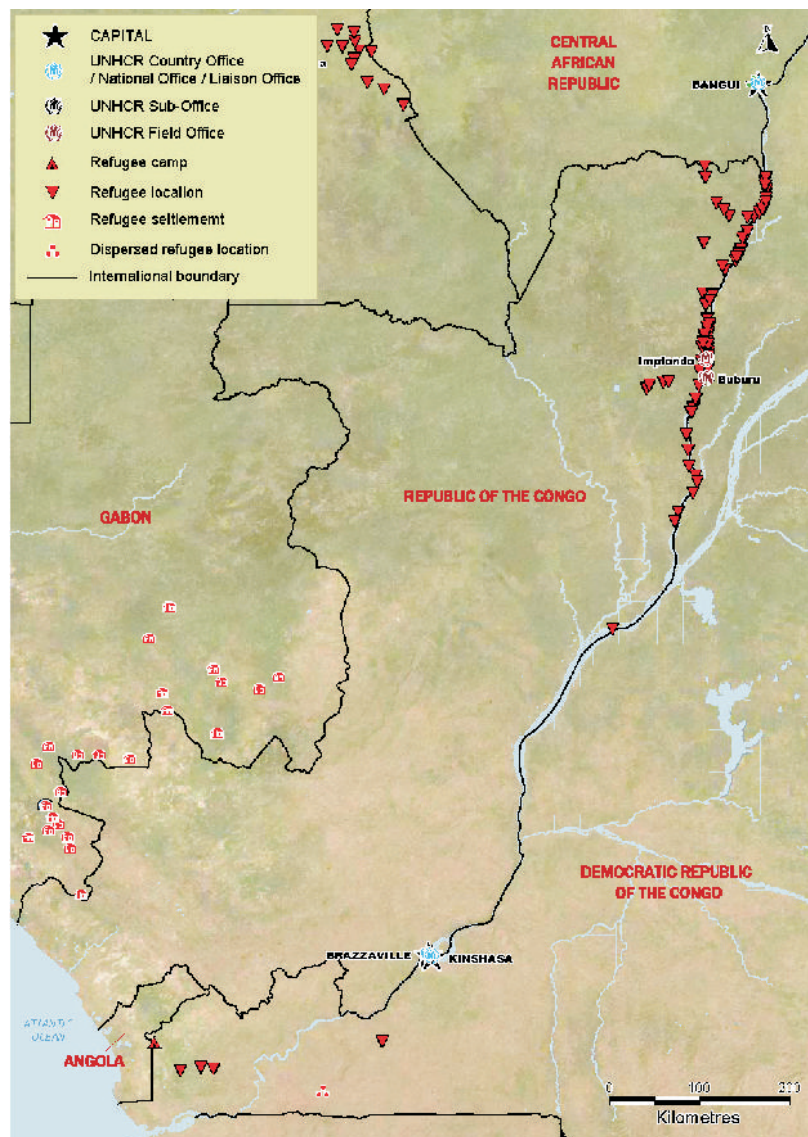 CAPITAL
UNHCR Country Office
/ National Office / Liaison Office
UNHCR Sub-Office
UNHCR Field Office
Refugee camp
Refugee location
Refugee settlement
Dispersed refugee location
International boundary
a
CENTRAL
AFRICAN
REPUBLIC
BANGUI
Impfondo
Buburu
REPUBLIC OF THE CONGO
GABON
DEMOCRATIC REPUBLIC
OF THE CONGO
BRAZZAVILLE
KINSHASA
ATLANTIC
OCEAN
ANGOLA
0 100 200
Kilometres